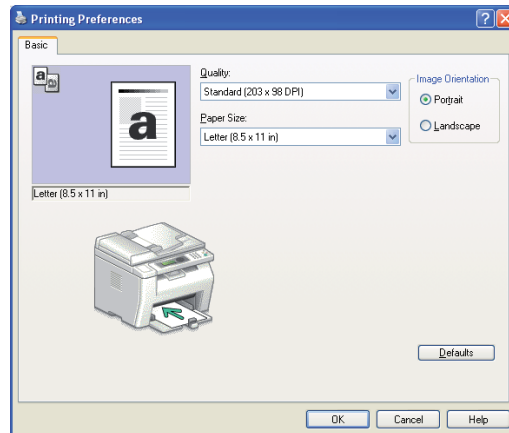 Printing Preferences
Basic
a
a
a
Letter (8.5 x 11 in)
Quality:
Standard (203 x 98 DPI)
Paper Size:
Letter (8.5 x 11 in)
Image Orientation
Portrait
Landscape
Defaults
OK Cancel Help